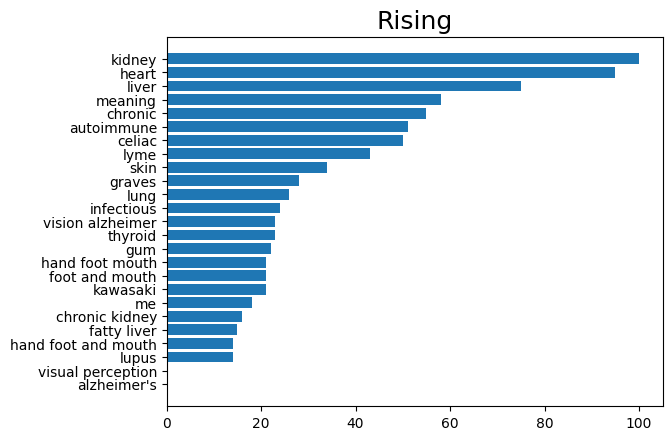 Rising
kidney
heart
liver
meaning
chronic
autoimmune
celiac
lyme
skin
graves
lung
infectious
vision alzheimer
thyroid
gum
hand foot mouth
foot and mouth
kawasaki
me
chronic kidney
fatty liver
hand foot and mouth
lupus
visual perception
alzheimer's
0 20 40 60 80 100